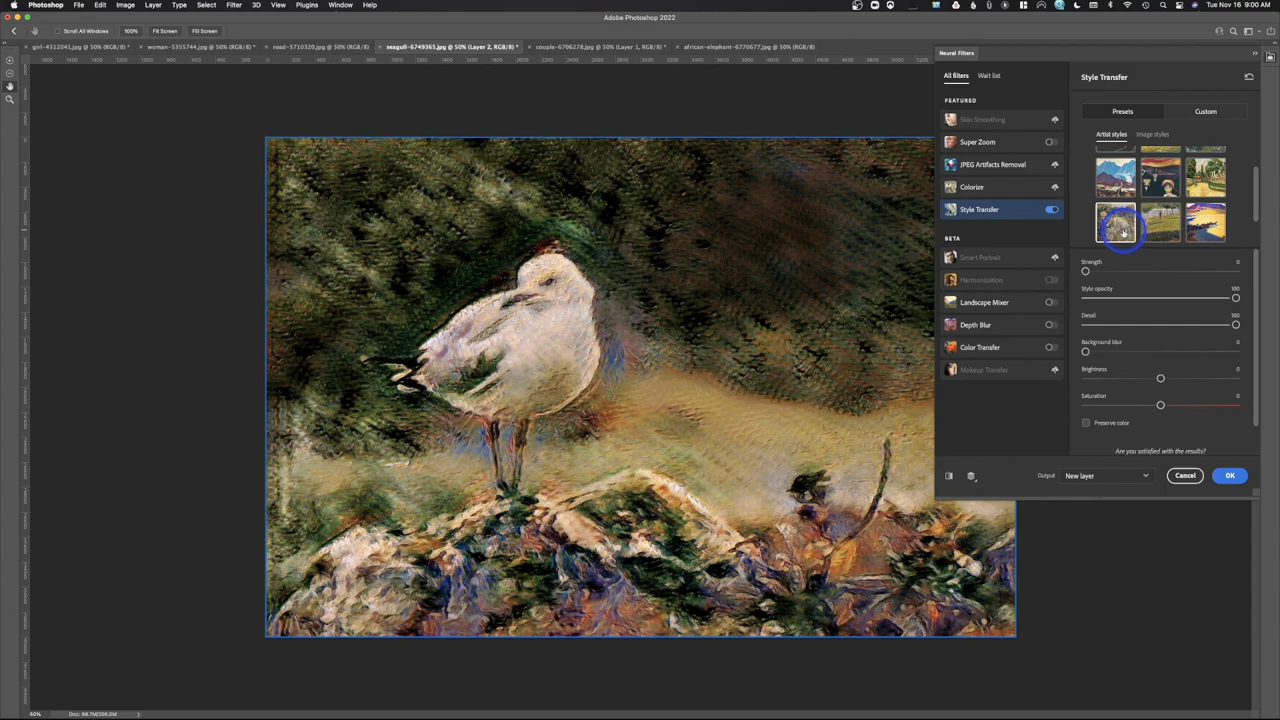 Photoshop File Edit Image Layer Type Select Filter 3D View Plugins Window Help Tue Nov 16 9:00 AM
Adobe Photoshop 2022
Scroll All Windows 100% Fit Screen Fill Screen
girl-4512041.jpg @ 50% (RGB/8) * woman-5355744.jpg @ 50% (RGB/8) * road-5710320.jpg @ 50% (RGB/8) seagull-6749365.jpg @ 50% (Layer 2, RGB/8) * couple-6706278.jpg @ 50% (Layer 1, RGB/8) * african-elephant-6770677.jpg @ 50% (RGB/8)
Neural Filters
All filters Wait list
Style Transfer
FEATURED
Presets Custom
Skin Smoothing
Artist styles Image styles
Super Zoom
JPEG Artifacts Removal
Colorize
Style Transfer
BETA
Smart Portrait
Strength 0
Harmonization
Style opacity 100
Landscape Mixer
Detail 100
Depth Blur
Background blur 0
Color Transfer
Brightness 0
Makeup Transfer
Saturation 0
Preserve color
Are you satisfied with the results?
Output New layer Cancel OK
50% Doc: 88.7M/208.0M